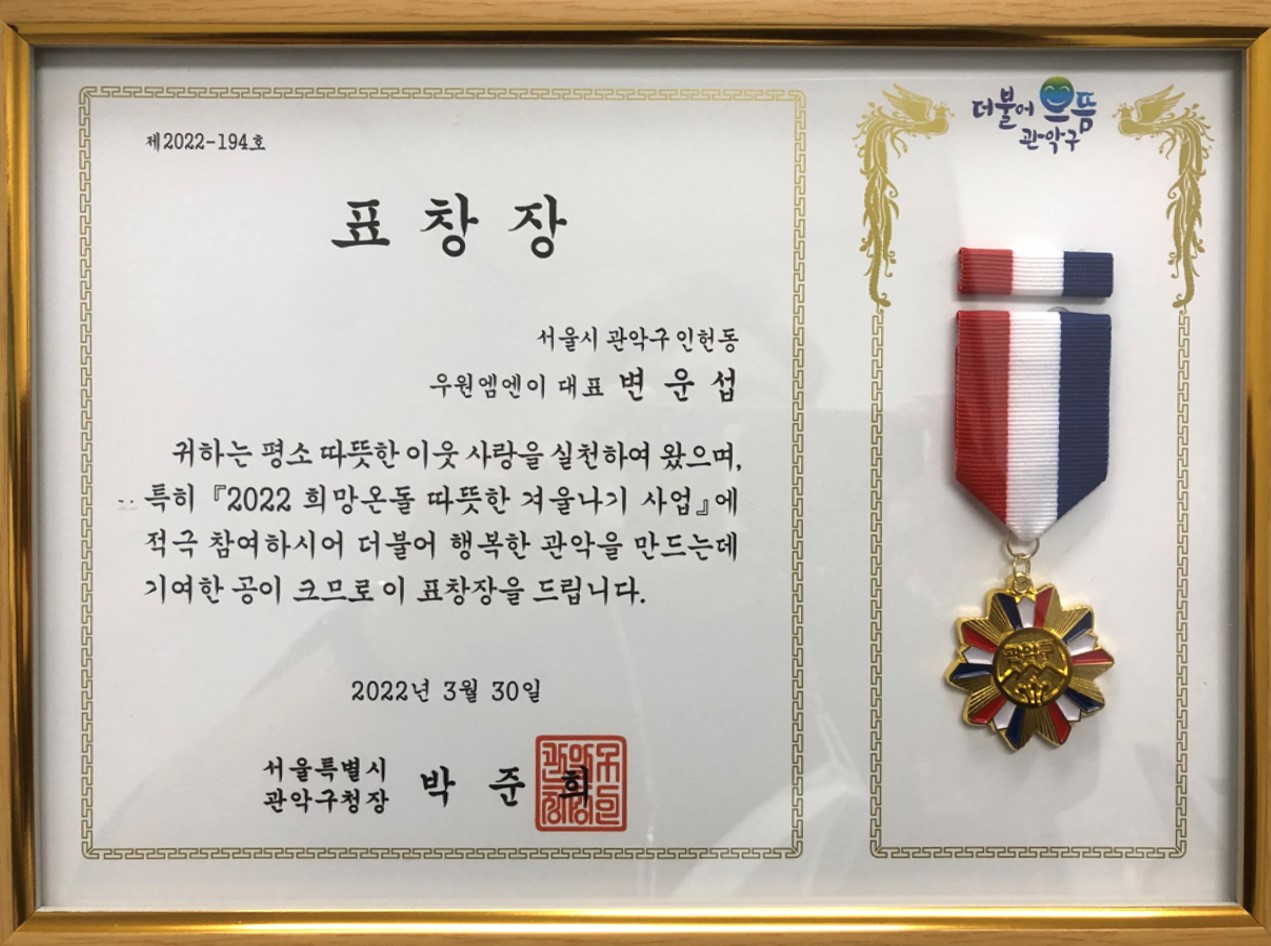 제2022-194호
표 창 장
서울시 관악구 인헌동
우원엠엔이 대표 변 운 섭
귀하는 평소 따뜻한 이웃 사랑을 실천하여 왔으며,
특히 『2022 희망온돌 따뜻한 겨울나기 사업』에
적극 참여하시어 더불어 행복한 관악을 만드는데
기여한 공이 크므로 이 표창장을 드립니다.
2022년 3월 30일
서울특별시
관악구청장 박 준 희
더불어 으뜸
관악구